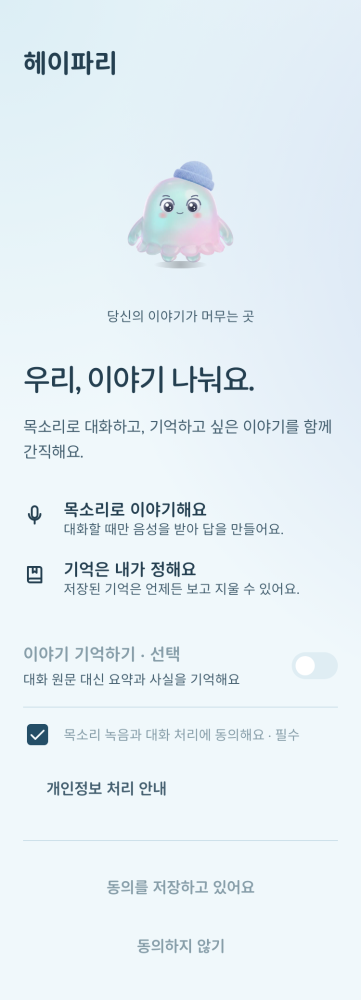 헤이파리
당신의 이야기가 머무는 곳
우리, 이야기 나눠요.
목소리로 대화하고, 기억하고 싶은 이야기를 함께
간직해요.
목소리로 이야기해요
대화할 때만 음성을 받아 답을 만들어요.
기억은 내가 정해요
저장된 기억은 언제든 보고 지울 수 있어요.
이야기 기억하기 · 선택
대화 원문 대신 요약과 사실을 기억해요
목소리 녹음과 대화 처리에 동의해요 · 필수
개인정보 처리 안내
동의를 저장하고 있어요
동의하지 않기